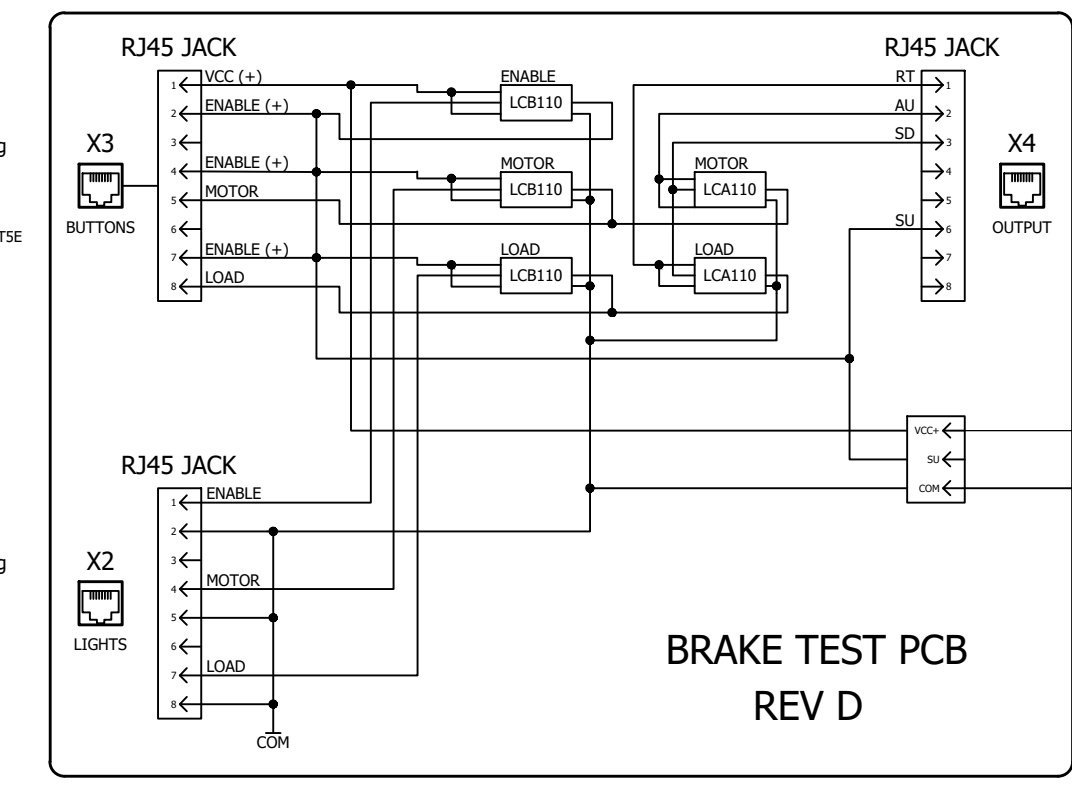 RJ45 JACK
1 VCC (+)
2 ENABLE (+)
3
4 ENABLE (+)
5 MOTOR
6
7 ENABLE (+)
8 LOAD
X3
BUTTONS
g
T5E
ENABLE
LCB110
MOTOR
LCB110
LOAD
LCB110
MOTOR
LCA110
LOAD
LCA110
RJ45 JACK
RT 1
AU 2
SD 3
4
5
SU 6
7
8
X4
OUTPUT
VCC+
SU
COM
RJ45 JACK
1 ENABLE
2
3
4 MOTOR
5
6
7 LOAD
8
COM
X2
LIGHTS
g
BRAKE TEST PCB
REV D